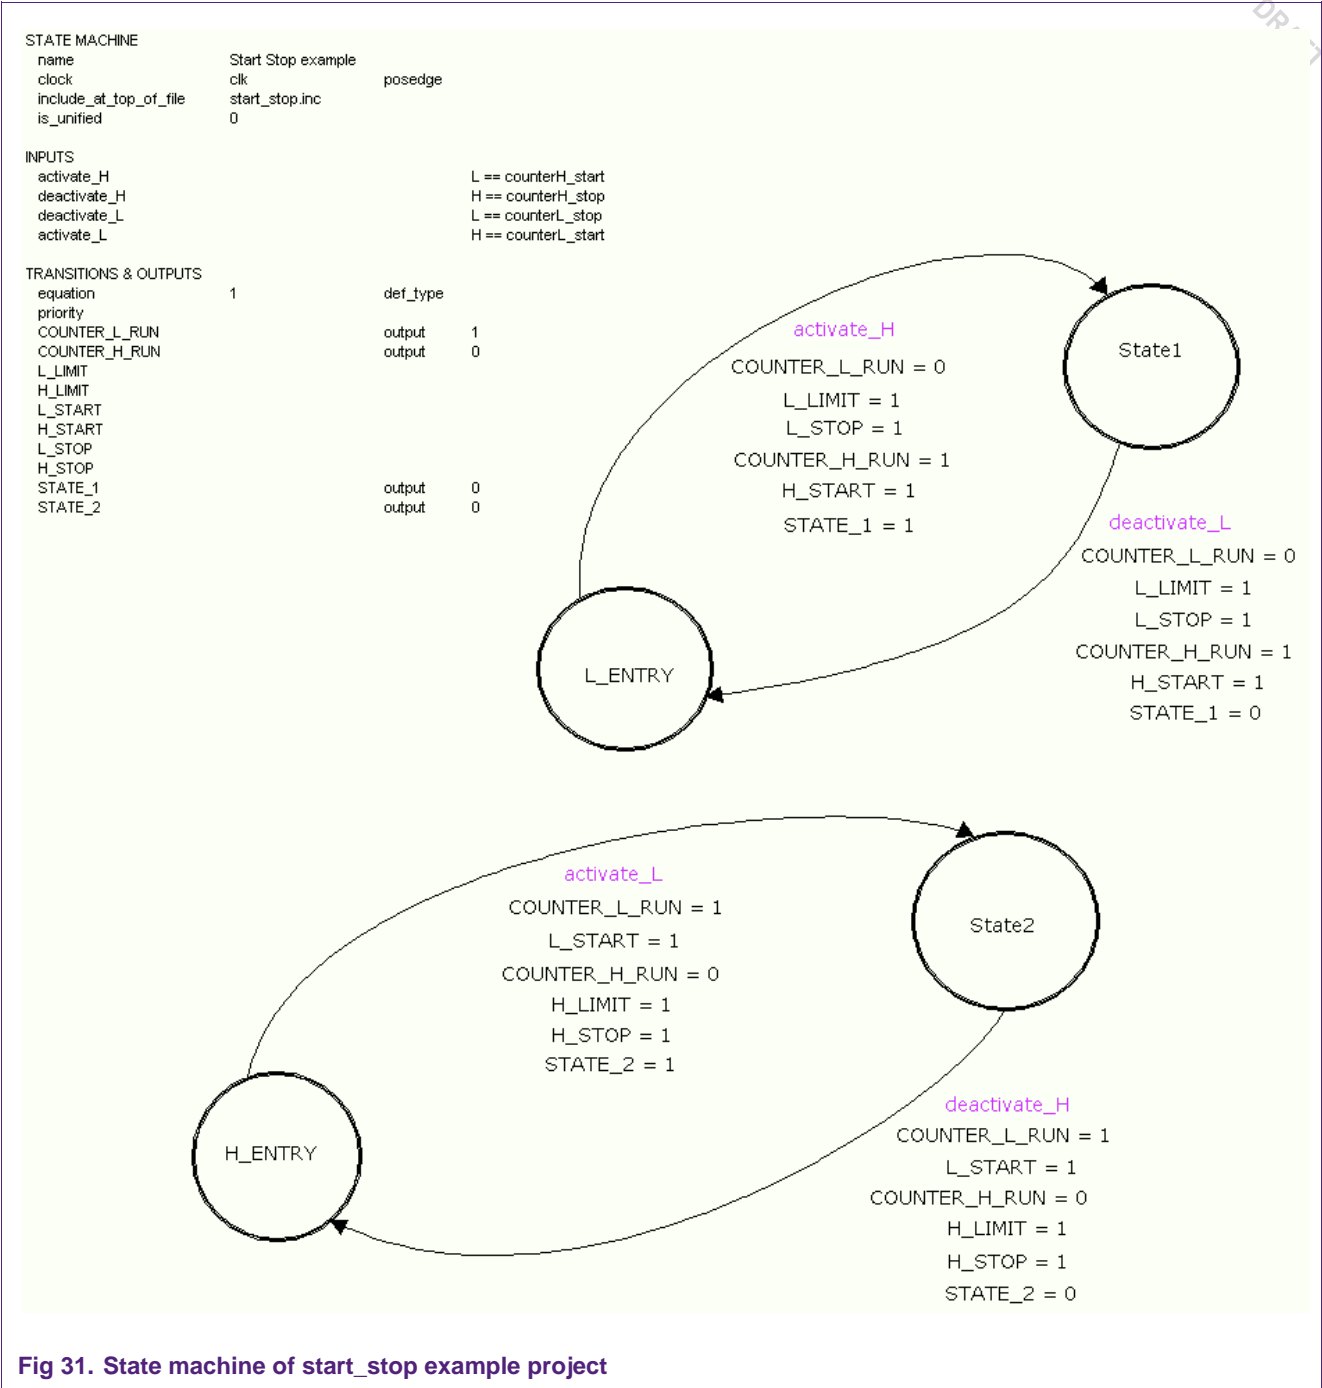 STATE MACHINE
name Start Stop example
clock clk posedge
include_at_top_of_file start_stop.inc
is_unified 0
INPUTS
activate_H L == counterH_start
deactivate_H H == counterH_stop
deactivate_L L == counterL_stop
activate_L H == counterL_start
TRANSITIONS & OUTPUTS
equation 1 def_type
priority
COUNTER_L_RUN output 1
COUNTER_H_RUN output 0
L_LIMIT
H_LIMIT
L_START
H_START
L_STOP
H_STOP
STATE_1 output 0
STATE_2 output 0
activate_H
COUNTER_L_RUN = 0
L_LIMIT = 1
L_STOP = 1
COUNTER_H_RUN = 1
H_START = 1
STATE_1 = 1
State1
deactivate_L
COUNTER_L_RUN = 0
L_LIMIT = 1
L_STOP = 1
COUNTER_H_RUN = 1
H_START = 1
STATE_1 = 0
L_ENTRY
activate_L
COUNTER_L_RUN = 1
L_START = 1
COUNTER_H_RUN = 0
H_LIMIT = 1
H_STOP = 1
STATE_2 = 1
State2
deactivate_H
COUNTER_L_RUN = 1
L_START = 1
COUNTER_H_RUN = 0
H_LIMIT = 1
H_STOP = 1
STATE_2 = 0
H_ENTRY
Fig 31. State machine of start_stop example project